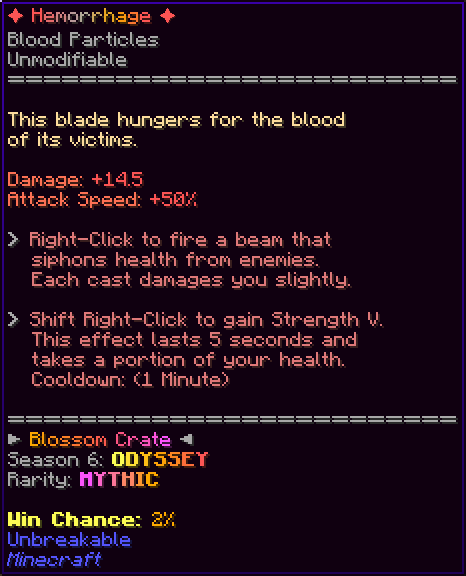 ✦ Hemorrhage ✦
Blood Particles
Unmodifiable
============================
This blade hungers for the blood
of its victims.
Damage: +14.5
Attack Speed: +50%
> Right-Click to fire a beam that
siphons health from enemies.
Each cast damages you slightly.
> Shift Right-Click to gain Strength V.
This effect lasts 5 seconds and
takes a portion of your health.
Cooldown: (1 Minute)
============================
► Blossom Crate ◄
Season 6: ODYSSEY
Rarity: MYTHIC
Win Chance: 2%
Unbreakable
Minecraft